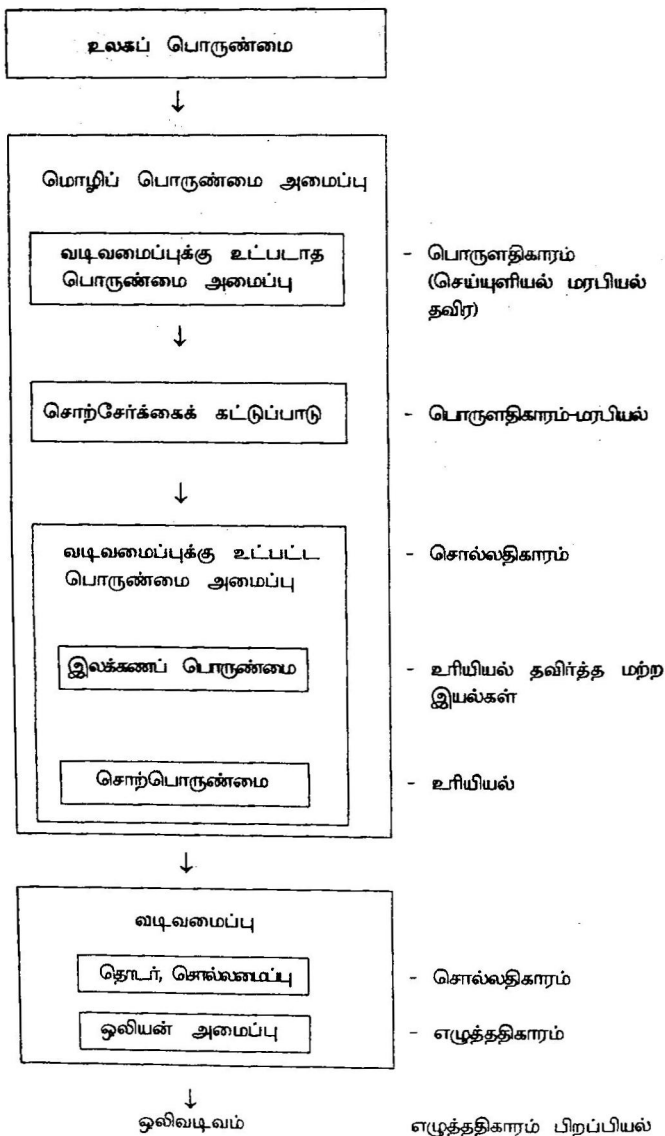 உலகப் பொருண்மை
↓
மொழிப் பொருண்மை அமைப்பு
வடிவமைப்புக்கு உட்படாத - பொருளதிகாரம்
பொருண்மை அமைப்பு (செய்யுளியல் மரபியல்
தவிர)
↓
சொற்சேர்க்கைக் கட்டுப்பாடு - பொருளதிகாரம்-மரபியல்
↓
வடிவமைப்புக்கு உட்பட்ட - சொல்லதிகாரம்
பொருண்மை அமைப்பு
இலக்கணப் பொருண்மை - உரியியல் தவிர்த்த மற்ற
இயல்கள்
சொற்பொருண்மை - உரியியல்
↓
வடிவமைப்பு
தொடர், சொல்லமைப்பு - சொல்லதிகாரம்
ஒலியன் அமைப்பு - எழுத்ததிகாரம்
↓
ஒலிவடிவம் எழுத்ததிகாரம் பிறப்பியல்